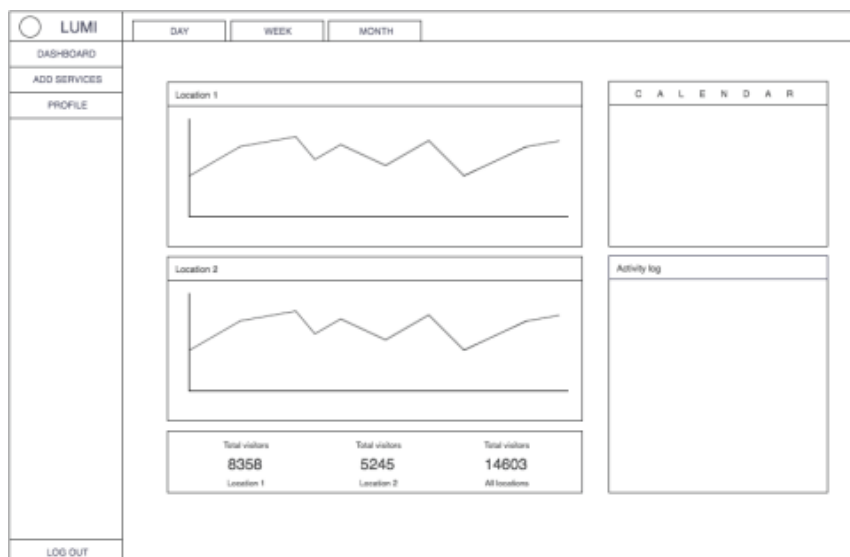 LUMI
DAY WEEK MONTH
DASHBOARD
ADD SERVICES
PROFILE
Location 1
CALENDAR
Location 2
Activity log
Total visitors Total visitors Total visitors
8358 5245 14603
Location 1 Location 2 All locations
LOG OUT